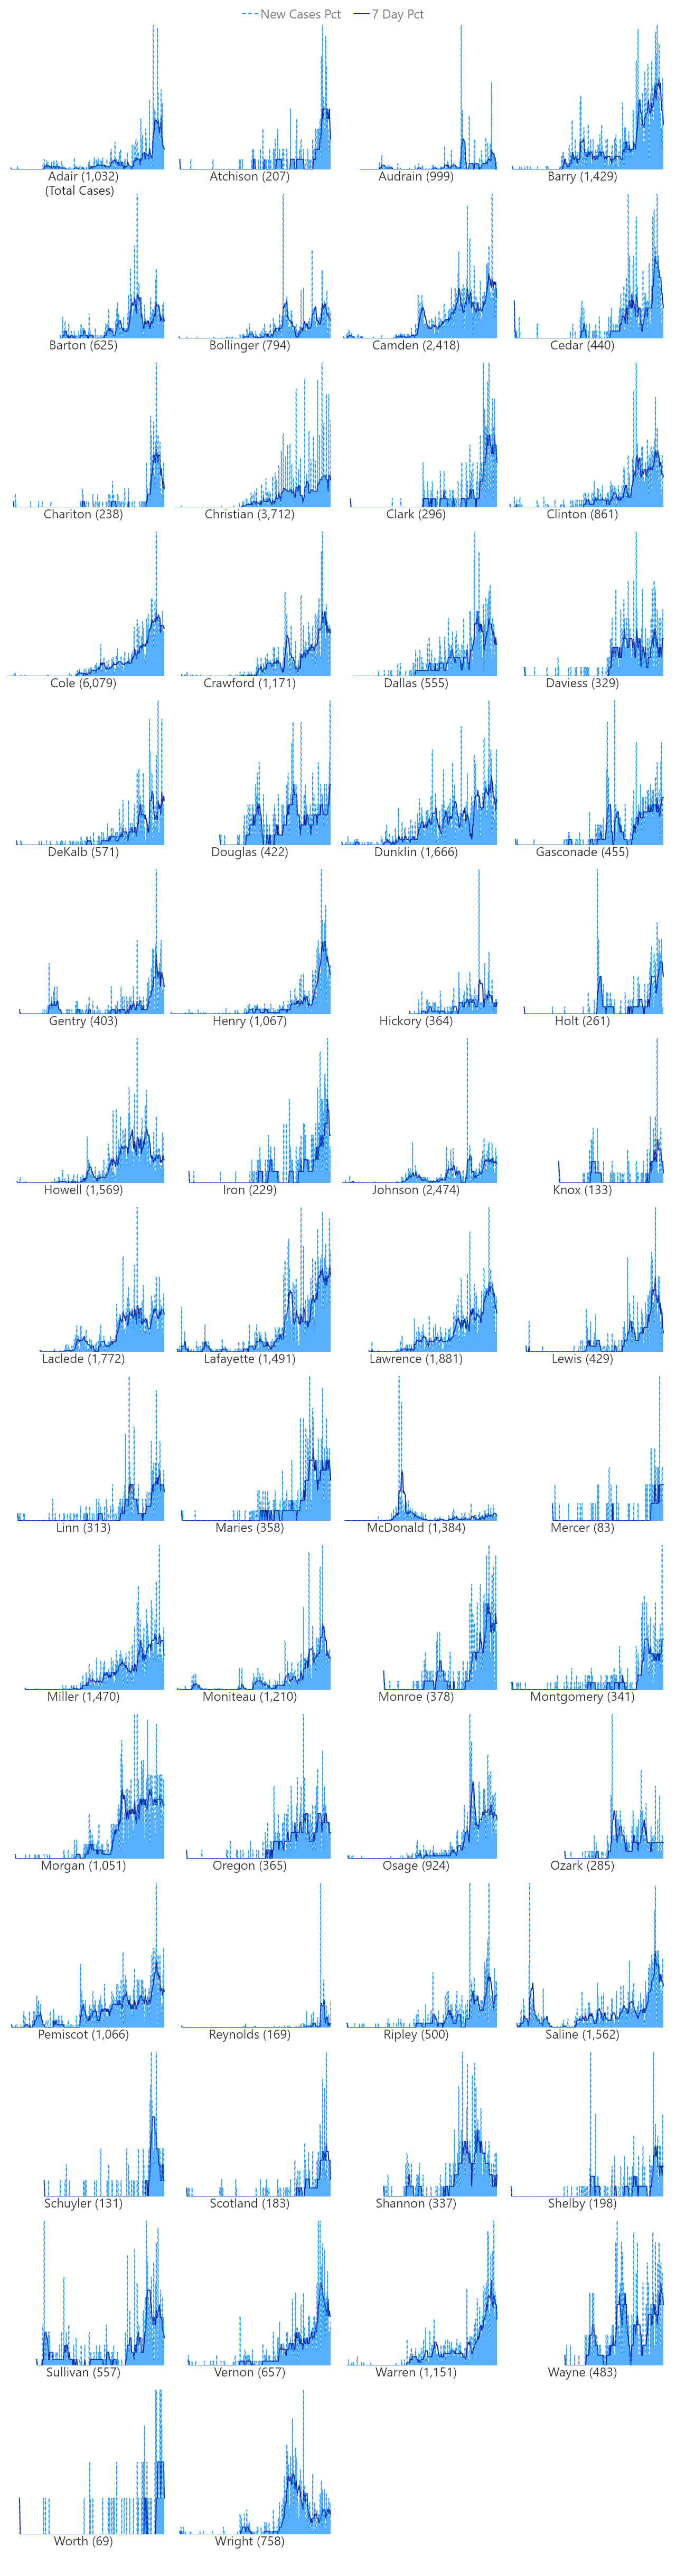 New Cases Pct 7 Day Pct
Adair (1,032) Atchison (207) Audrain (999) Barry (1,429)
(Total Cases)
Barton (625) Bollinger (794) Camden (2,418) Cedar (440)
Chariton (238) Christian (3,712) Clark (296) Clinton (861)
Cole (6,079) Crawford (1,171) Dallas (555) Daviess (329)
DeKalb (571) Douglas (422) Dunklin (1,666) Gasconade (455)
Gentry (403) Henry (1,067) Hickory (364) Holt (261)
Howell (1,569) Iron (229) Johnson (2,474) Knox (133)
Laclede (1,772) Lafayette (1,491) Lawrence (1,881) Lewis (429)
Linn (313) Maries (358) McDonald (1,384) Mercer (83)
Miller (1,470) Moniteau (1,210) Monroe (378) Montgomery (341)
Morgan (1,051) Oregon (365) Osage (924) Ozark (285)
Pemiscot (1,066) Reynolds (169) Ripley (500) Saline (1,562)
Schuyler (131) Scotland (183) Shannon (337) Shelby (198)
Sullivan (557) Vernon (657) Warren (1,151) Wayne (483)
Worth (69) Wright (758)